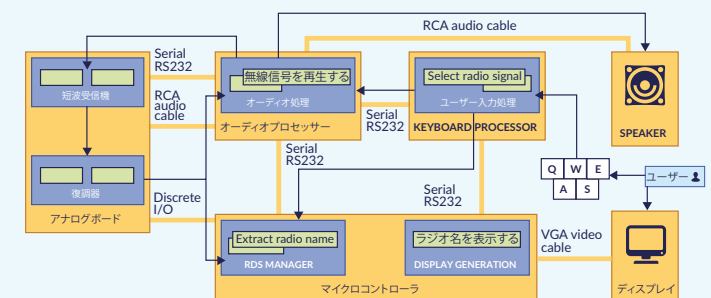 RCA audio cable
Serial
RS232
無線信号を再生する
Select radio signal
短波受信機
オーディオ処理
ユーザー入力処理
RCA
audio
cable
オーディオプロセッサー
Serial
RS232
KEYBOARD PROCESSOR
SPEAKER
Serial
RS232
Q W E
A S
ユーザー
復調器
Discrete
I/O
Serial
RS232
アナログボード
Extract radio name
ラジオ名を表示する
VGA video
cable
RDS MANAGER
DISPLAY GENERATION
マイクロコントローラ
ディスプレイ